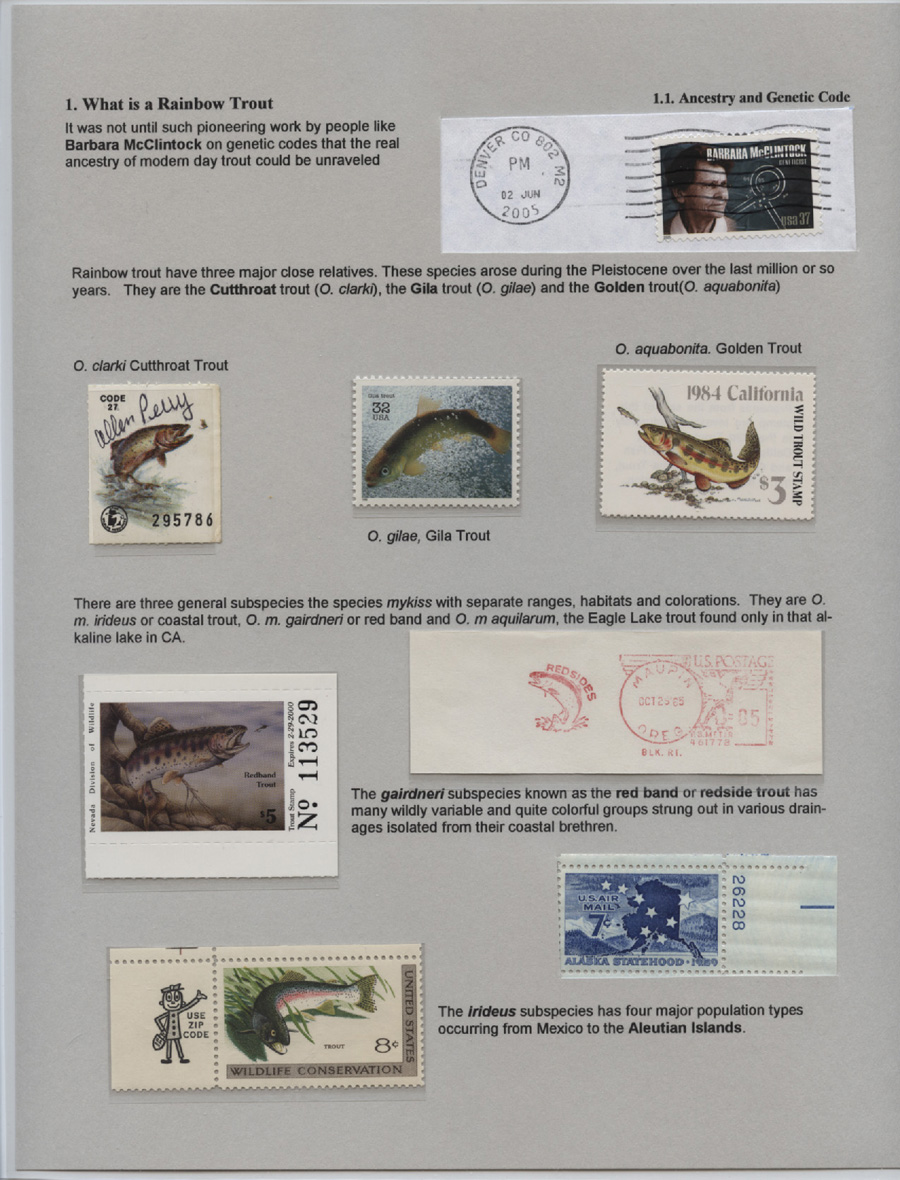 1. What is a Rainbow Trout
1.1. Ancestry and Genetic Code
It was not until such pioneering work by people like
Barbara McClintock on genetic codes that the real
ancestry of modern day trout could be unraveled
DENVER CO 802 M2
PM
02 JUN
2005
BARBARA McCLINTOCK
GENETICIST
USA 37
Rainbow trout have three major close relatives. These species arose during the Pleistocene over the last million or so
years. They are the Cutthroat trout (O. clarki), the Gila trout (O. gilae) and the Golden trout(O. aquabonita)
O. aquabonita. Golden Trout
O. clarki Cutthroat Trout
CODE
27
Allen Perry
295786
Gila trout
32
USA
1984 California
WILD TROUT STAMP
$3
O. gilae, Gila Trout
There are three general subspecies the species mykiss with separate ranges, habitats and colorations. They are O.
m. irideus or coastal trout, O. m. gairdneri or red band and O. m aquilarum, the Eagle Lake trout found only in that al-
kaline lake in CA.
REDSIDES
MAUPIN
OCT 25 '65
OREG
BLK. RT.
U.S. POSTAGE
05
461778
Nevada Division of Wildlife
Redband
Trout
$5
Trout Stamp Expires 2-29-2000
No 113529
The gairdneri subspecies known as the red band or redside trout has
many wildly variable and quite colorful groups strung out in various drain-
ages isolated from their coastal brethren.
U.S. AIR
MAIL
7¢
ALASKA STATEHOOD · 1959
26228
USE
ZIP
CODE
TROUT
8¢
UNITED STATES
WILDLIFE CONSERVATION
The irideus subspecies has four major population types
occurring from Mexico to the Aleutian Islands.